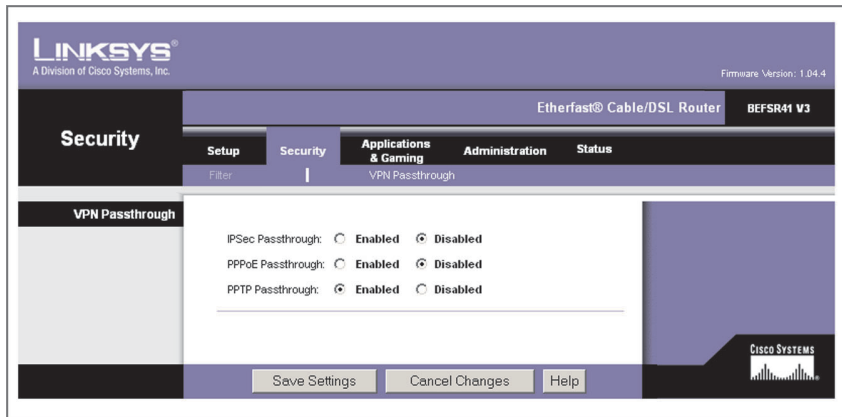 LINKSYS®
A Division of Cisco Systems, Inc.
Firmware Version: 1.04.4
Etherfast® Cable/DSL Router
BEFSR41 V3
Security
Setup
Security
Applications
& Gaming
Administration
Status
Filter
VPN Passthrough
VPN Passthrough
IPSec Passthrough: Enabled Disabled
PPPoE Passthrough: Enabled Disabled
PPTP Passthrough: Enabled Disabled
CISCO SYSTEMS
Save Settings Cancel Changes Help